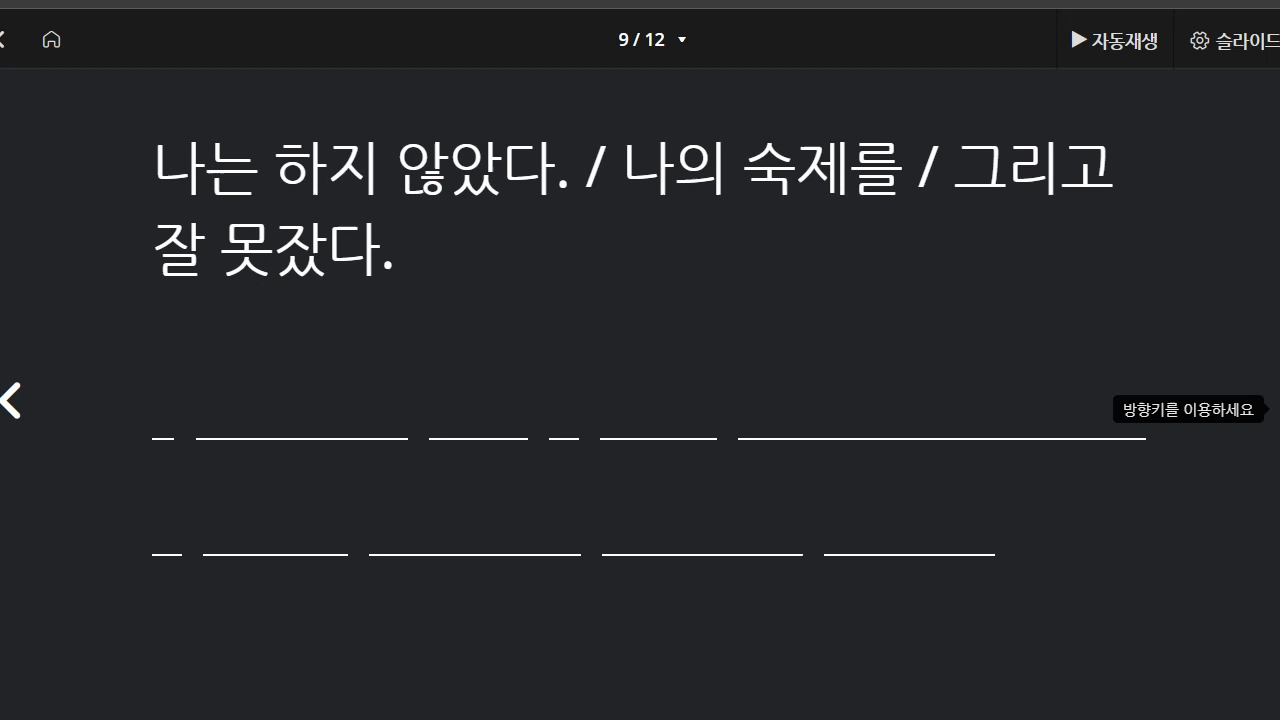 9 / 12
자동재생
슬라이드
나는 하지 않았다. / 나의 숙제를 / 그리고
잘 못잤다.
방향키를 이용하세요